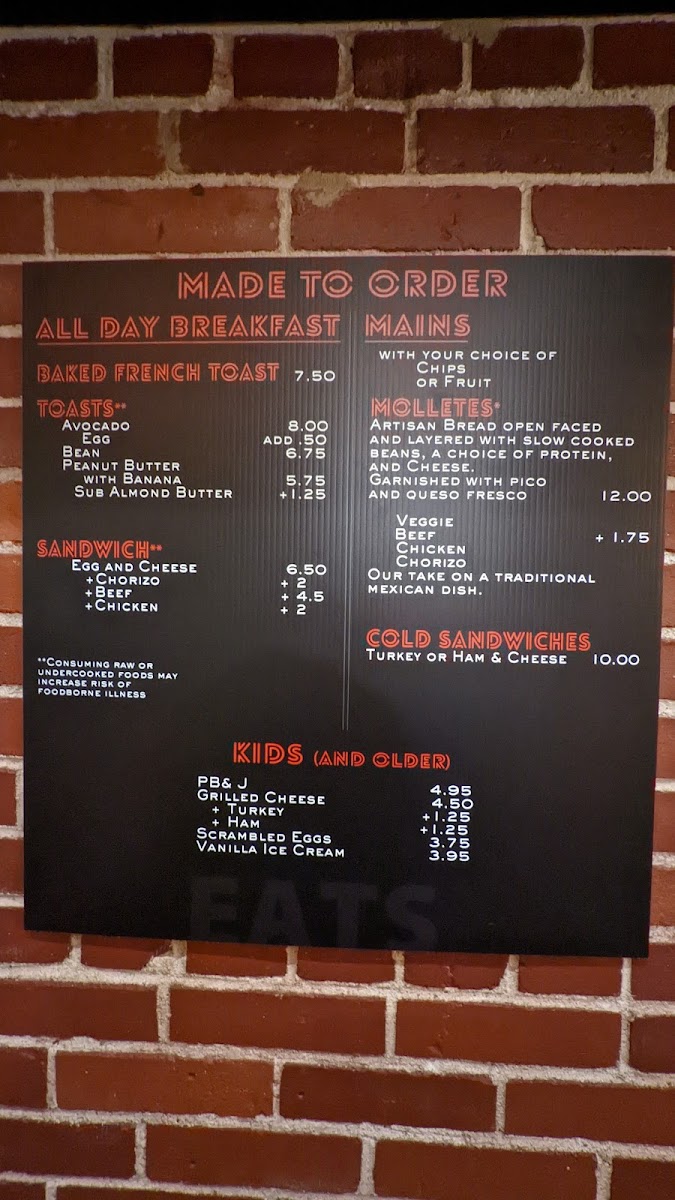 MADE TO ORDER
ALL DAY BREAKFAST
BAKED FRENCH TOAST 7.50
TOASTS**
AVOCADO 8.00
EGG ADD .50
BEAN 6.75
PEANUT BUTTER
WITH BANANA 5.75
SUB ALMOND BUTTER +1.25
SANDWICH**
EGG AND CHEESE 6.50
+CHORIZO + 2
+BEEF + 4.5
+CHICKEN + 2
**CONSUMING RAW OR
UNDERCOOKED FOODS MAY
INCREASE RISK OF
FOODBORNE ILLNESS
MAINS
WITH YOUR CHOICE OF
CHIPS
OR FRUIT
MOLLETES*
ARTISAN BREAD OPEN FACED
AND LAYERED WITH SLOW COOKED
BEANS, A CHOICE OF PROTEIN,
AND CHEESE.
GARNISHED WITH PICO
AND QUESO FRESCO 12.00
VEGGIE
BEEF + 1.75
CHICKEN
CHORIZO
OUR TAKE ON A TRADITIONAL
MEXICAN DISH.
COLD SANDWICHES
TURKEY OR HAM & CHEESE 10.00
KIDS (AND OLDER)
PB& J 4.95
GRILLED CHEESE 4.50
+ TURKEY +1.25
+ HAM +1.25
SCRAMBLED EGGS 3.75
VANILLA ICE CREAM 3.95
EATS